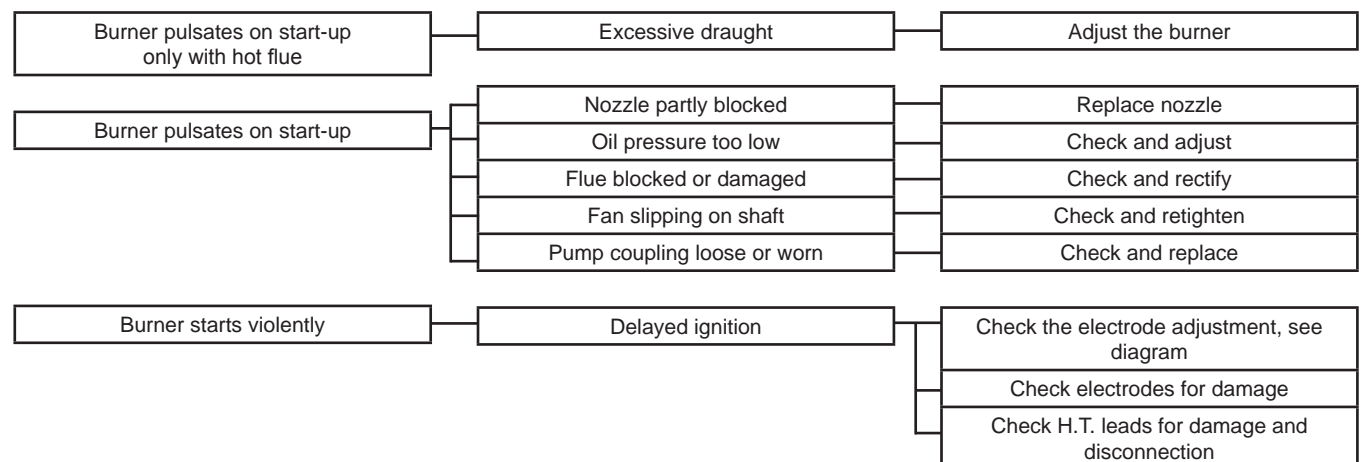 Burner pulsates on start-up
only with hot flue
Excessive draught
Adjust the burner
Burner pulsates on start-up
Nozzle partly blocked
Replace nozzle
Oil pressure too low
Check and adjust
Flue blocked or damaged
Check and rectify
Fan slipping on shaft
Check and retighten
Pump coupling loose or worn
Check and replace
Burner starts violently
Delayed ignition
Check the electrode adjustment, see
diagram
Check electrodes for damage
Check H.T. leads for damage and
disconnection